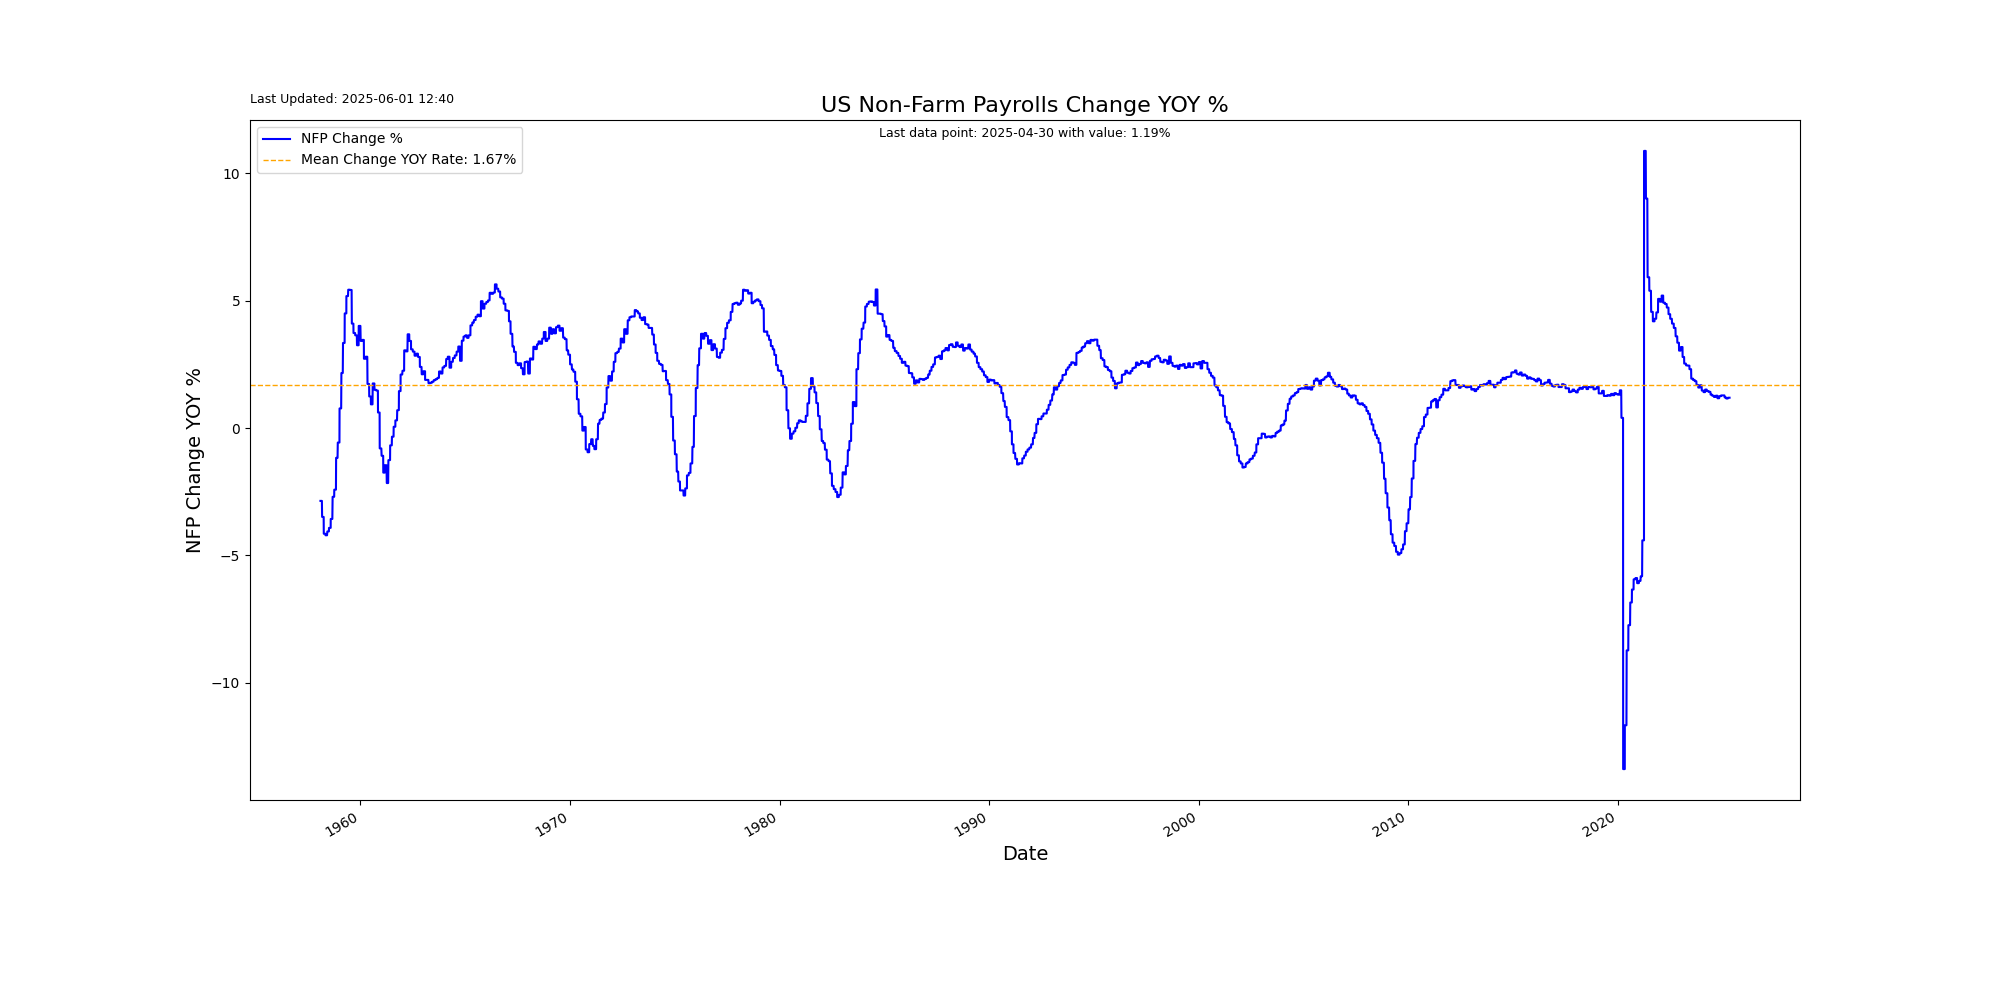 Last Updated: 2025-06-01 12:40
US Non-Farm Payrolls Change YOY %
Last data point: 2025-04-30 with value: 1.19%
NFP Change %
Mean Change YOY Rate: 1.67%
NFP Change YOY %
10
5
0
−5
−10
1960
1970
1980
1990
2000
2010
2020
Date